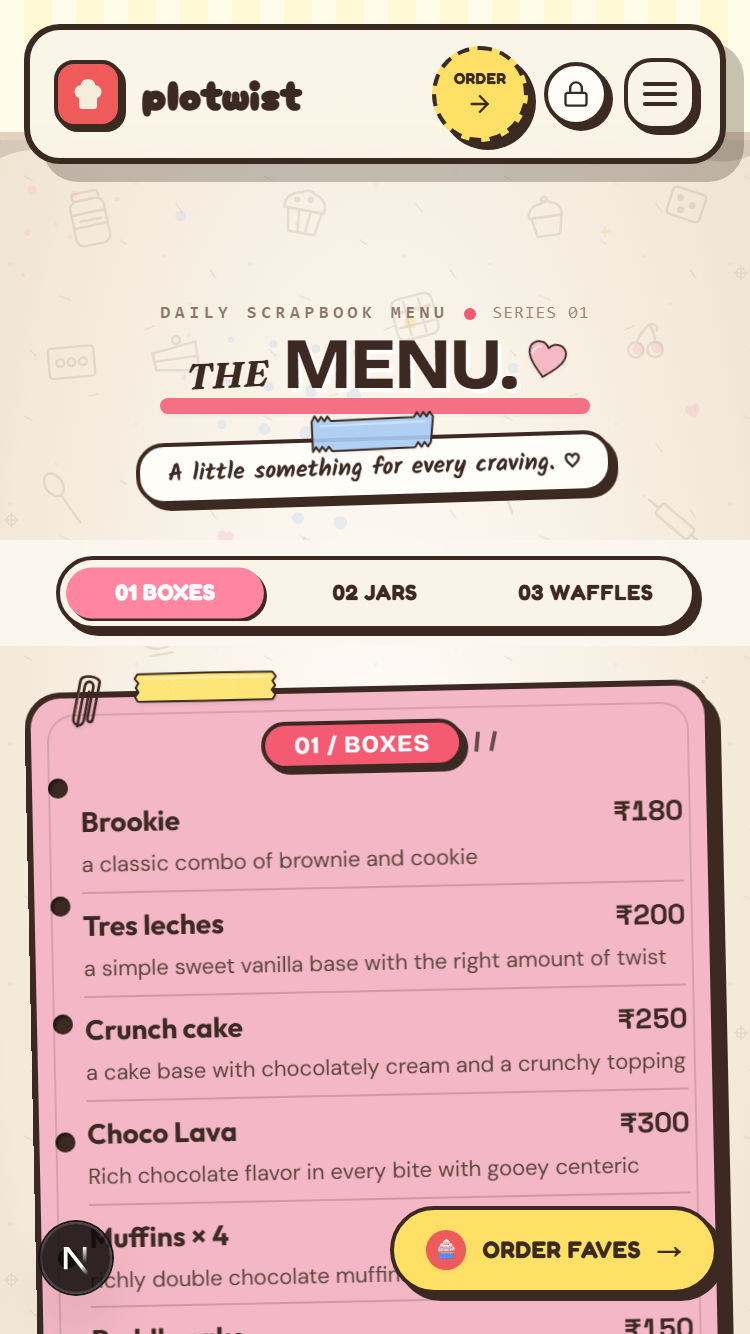 plotwist
ORDER
→
DAILY SCRAPBOOK MENU ● SERIES 01
THE MENU.
A little something for every craving. ♡
01 BOXES
02 JARS
03 WAFFLES
01 / BOXES //
Brookie ₹180
a classic combo of brownie and cookie
Tres leches ₹200
a simple sweet vanilla base with the right amount of twist
Crunch cake ₹250
a cake base with chocolately cream and a crunchy topping
Choco Lava ₹300
Rich chocolate flavor in every bite with gooey centeric
Muffins × 4
richly double chocolate muffin
N
ORDER FAVES →
₹150